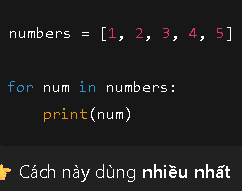 numbers = [1, 2, 3, 4, 5]
for num in numbers:
    print(num)
👉 Cách này dùng nhiều nhất